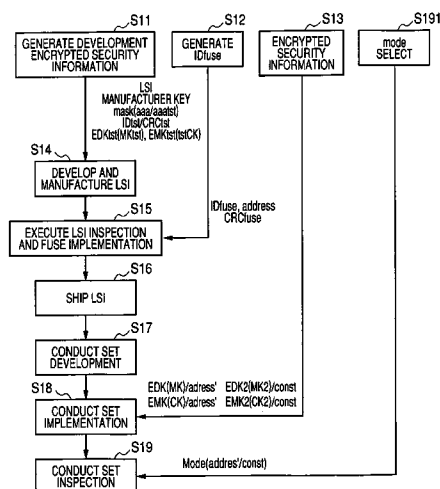 S11
GENERATE DEVELOPMENT
ENCRYPTED SECURITY
INFORMATION
S12
GENERATE
IDfuse
S13
ENCRYPTED
SECURITY
INFORMATION
S191
mode
SELECT
LSI
MANUFACTURER KEY
mask(aaa/aaatst)
IDtst/CRCtst
EDKtst(MKtst), EMKtst(tstCK)
S14
DEVELOP AND
MANUFACTURE LSI
S15
EXECUTE LSI INSPECTION
AND FUSE IMPLEMENTATION
IDfuse, address
CRCfuse
S16
SHIP LSI
S17
CONDUCT SET
DEVELOPMENT
EDK(MK)/adress' EDK2(MK2)/const
EMK(CK)/adress' EMK2(CK2)/const
S18
CONDUCT SET
IMPLEMENTATION
S19
CONDUCT SET
INSPECTION
Mode(addres'/const)